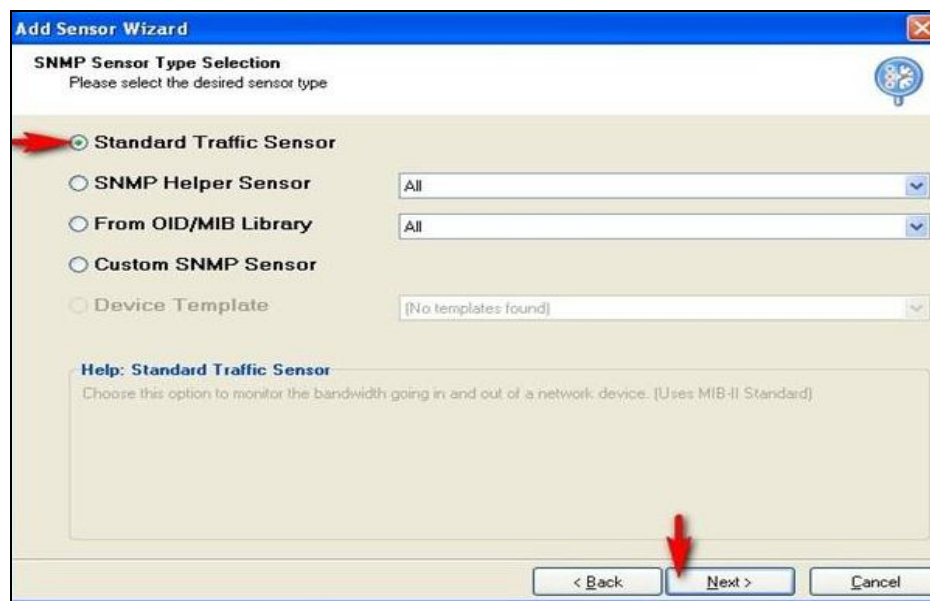 Add Sensor Wizard
SNMP Sensor Type Selection
Please select the desired sensor type
Standard Traffic Sensor
SNMP Helper Sensor All
From OID/MIB Library All
Custom SNMP Sensor
Device Template (No templates found)
Help: Standard Traffic Sensor
Choose this option to monitor the bandwidth going in and out of a network device. (Uses MIB-II Standard)
< Back Next > Cancel